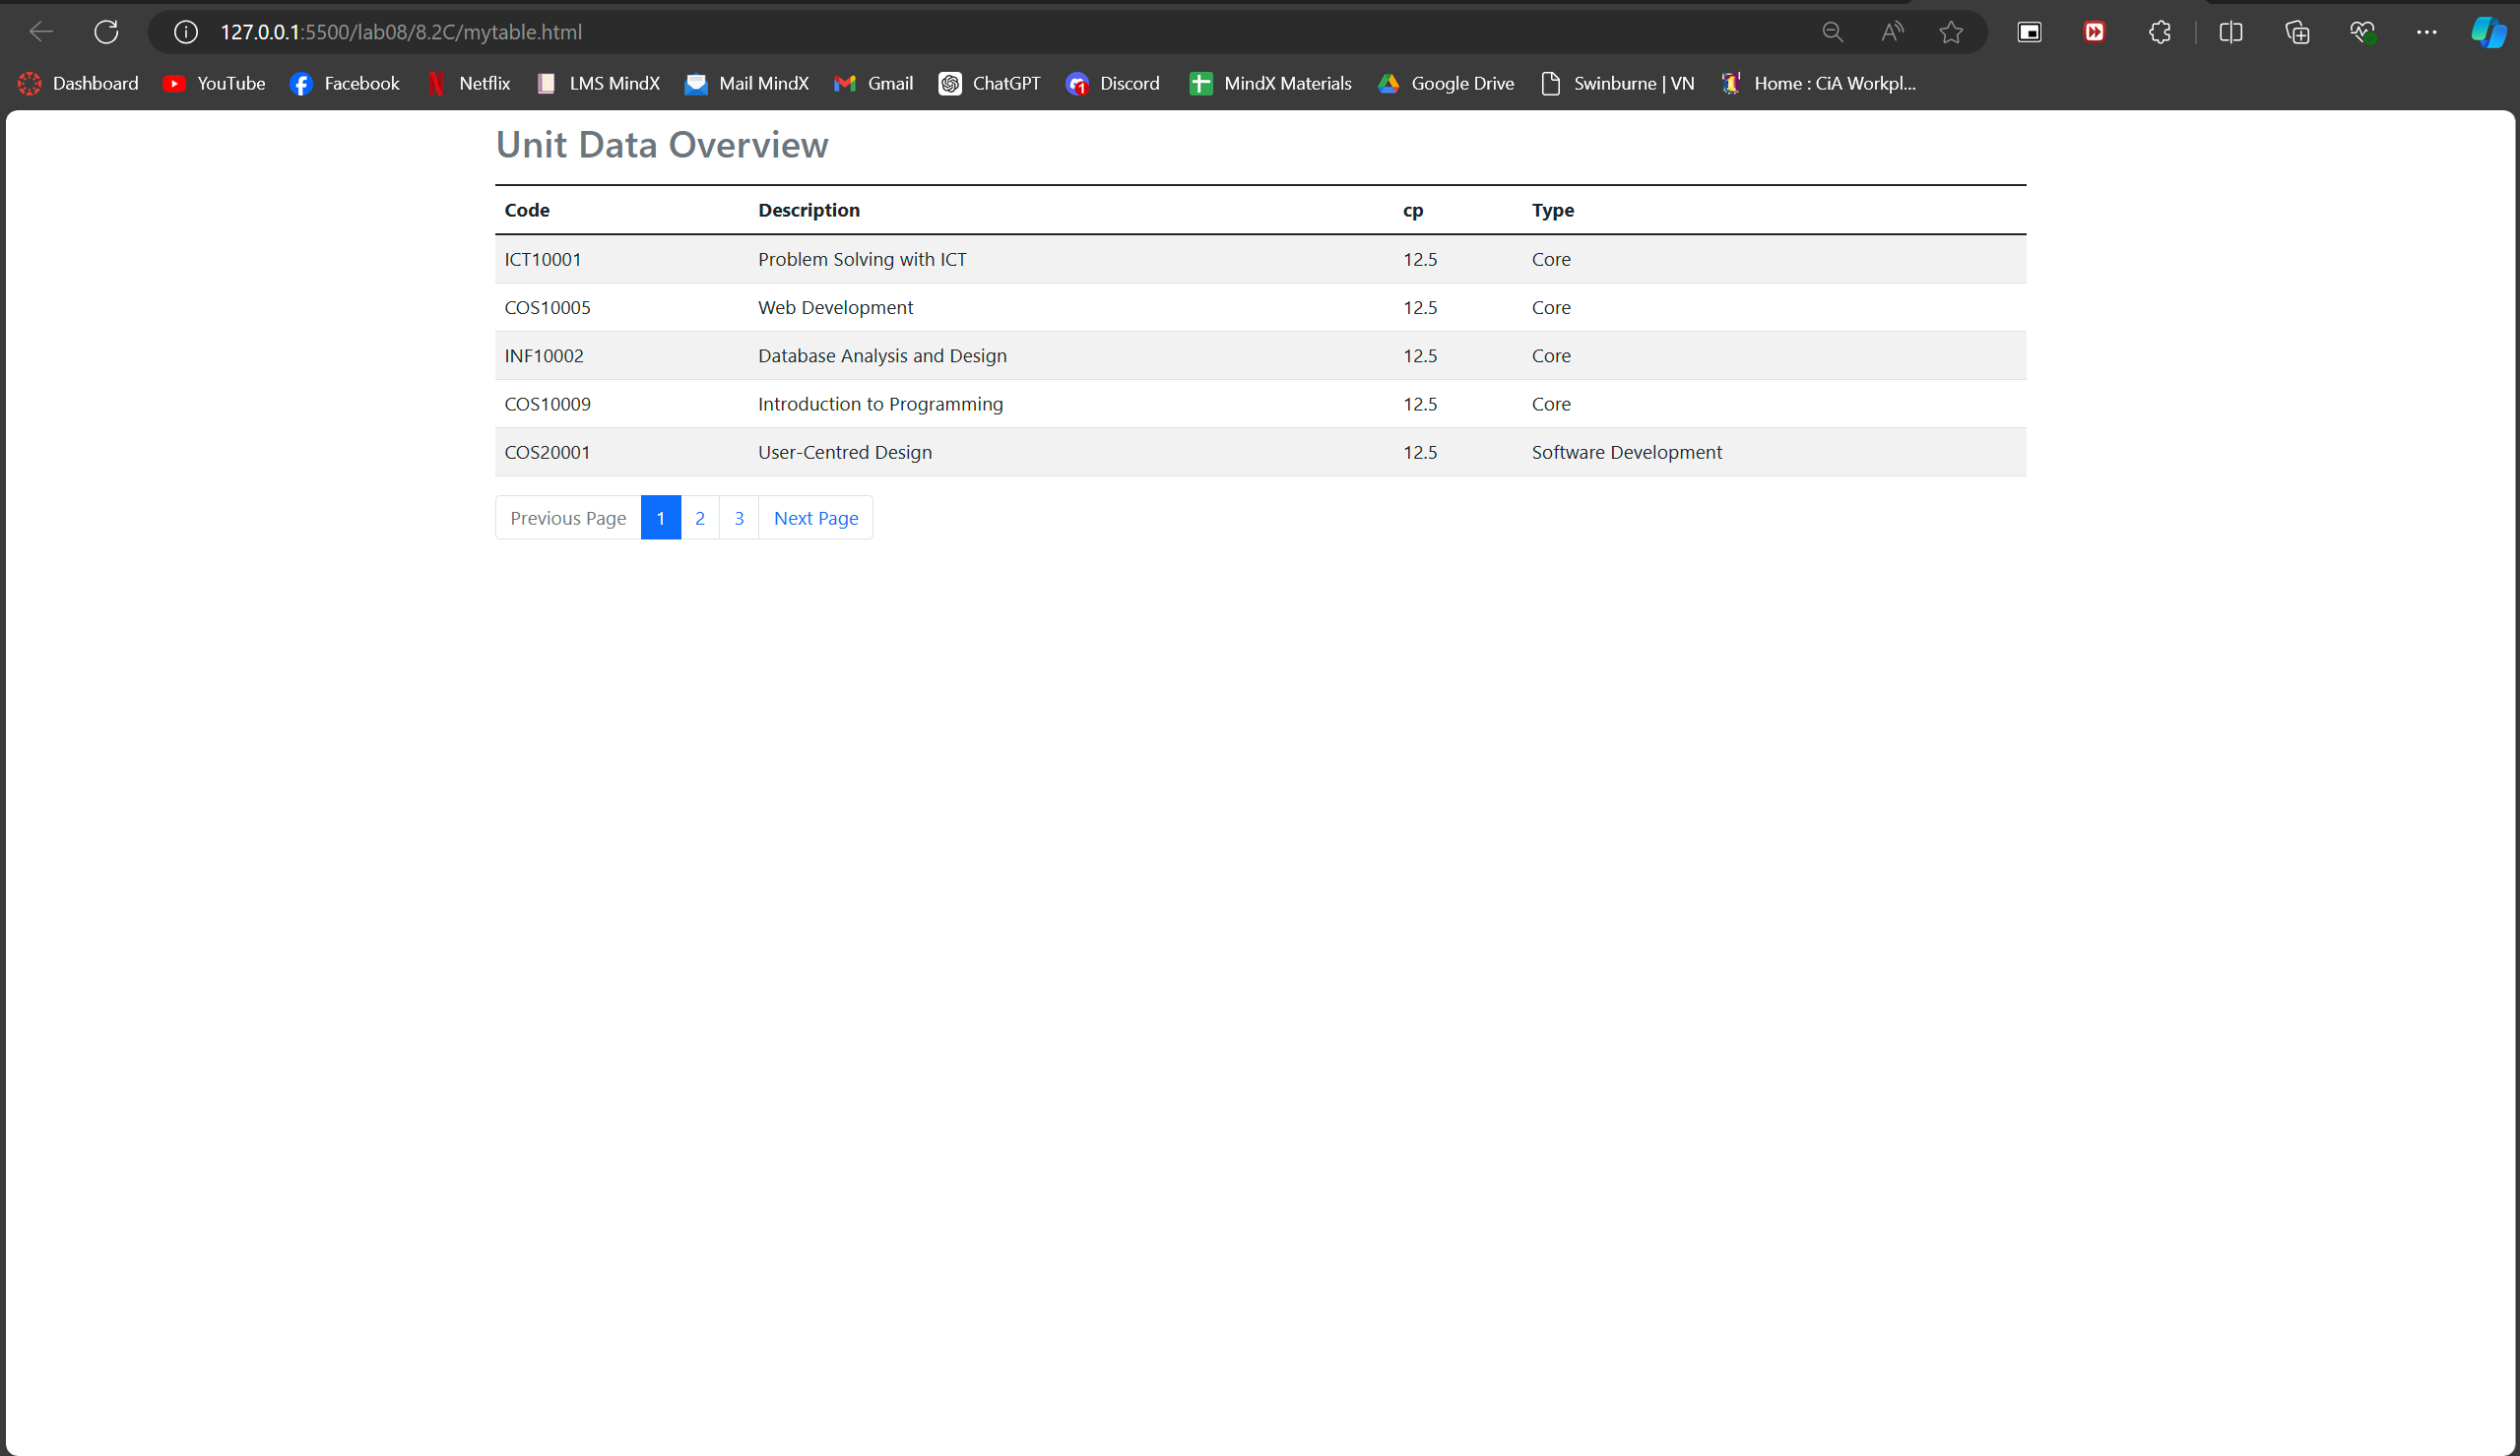 127.0.0.1:5500/lab08/8.2C/mytable.html
Dashboard YouTube Facebook Netflix LMS MindX Mail MindX Gmail ChatGPT Discord MindX Materials Google Drive Swinburne | VN Home : CiA Workpl...
Unit Data Overview
Code Description cp Type
ICT10001 Problem Solving with ICT 12.5 Core
COS10005 Web Development 12.5 Core
INF10002 Database Analysis and Design 12.5 Core
COS10009 Introduction to Programming 12.5 Core
COS20001 User-Centred Design 12.5 Software Development
Previous Page 1 2 3 Next Page